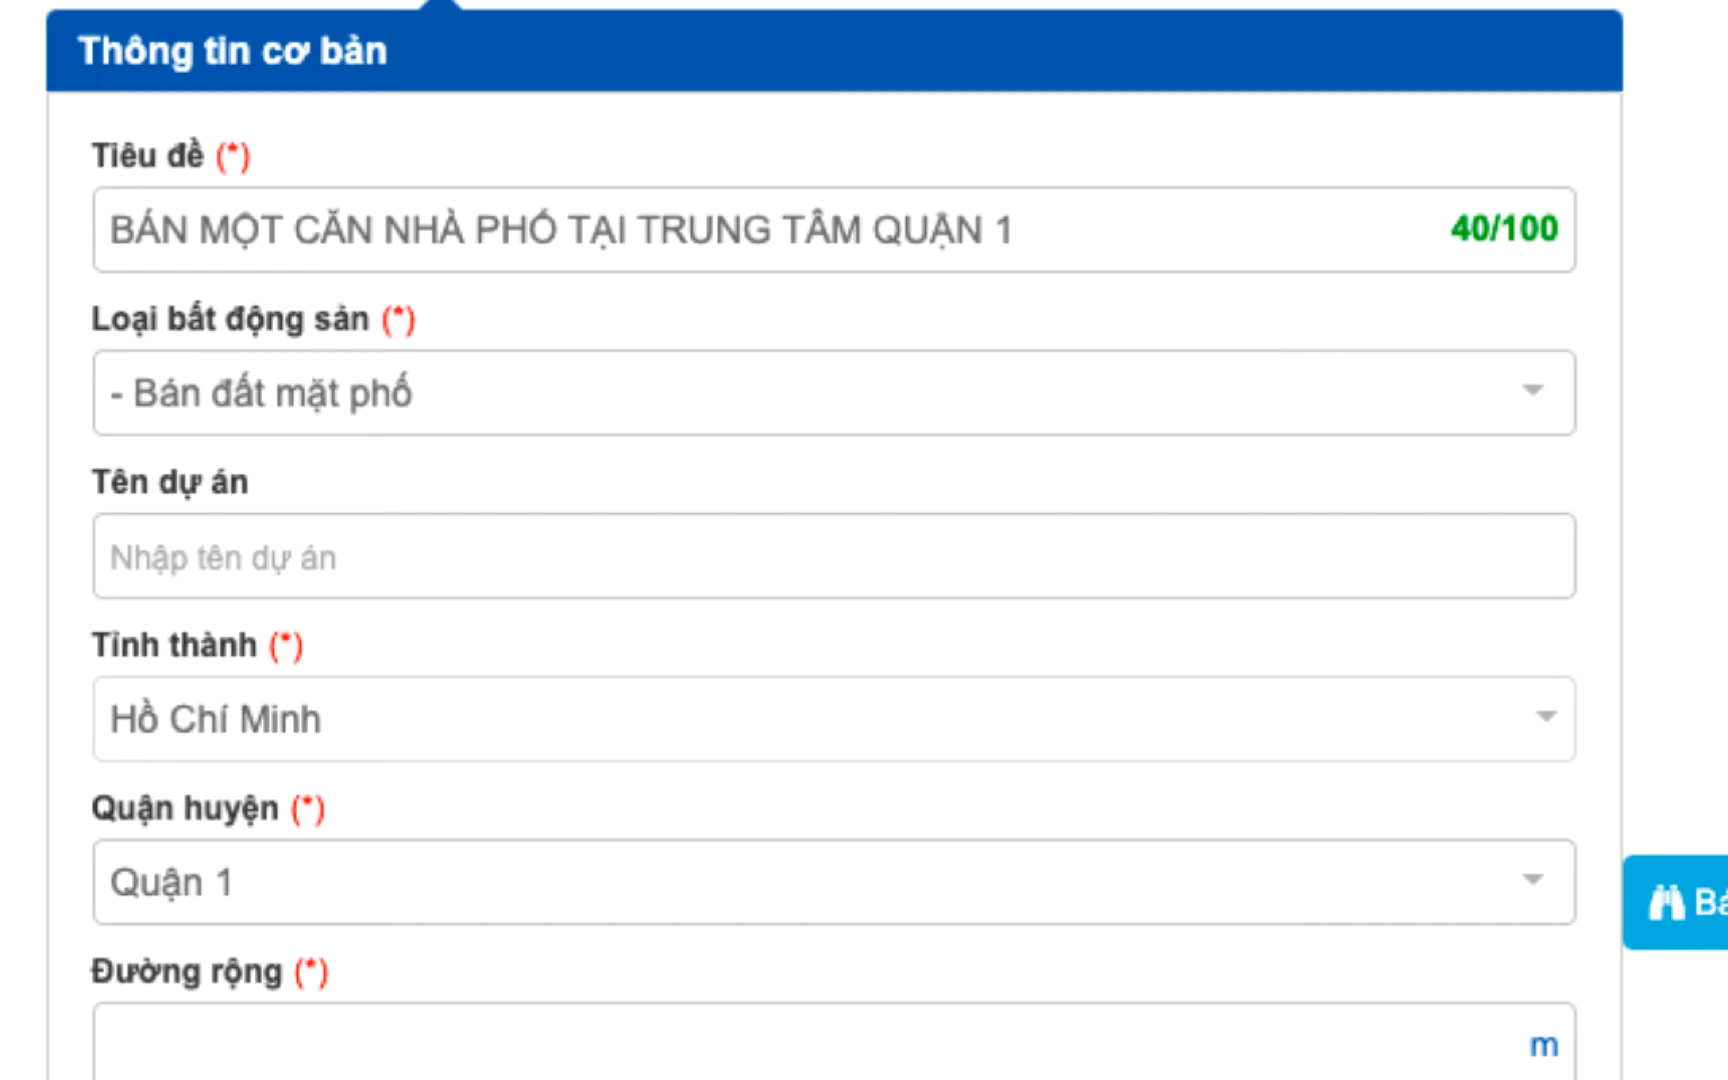 Thông tin cơ bản
Tiêu đề (*)
BÁN MỘT CĂN NHÀ PHỐ TẠI TRUNG TÂM QUẬN 1
40/100
Loại bất động sản (*)
- Bán đất mặt phố
Tên dự án
Nhập tên dự án
Tỉnh thành (*)
Hồ Chí Minh
Quận huyện (*)
Quận 1
Đường rộng (*)
m